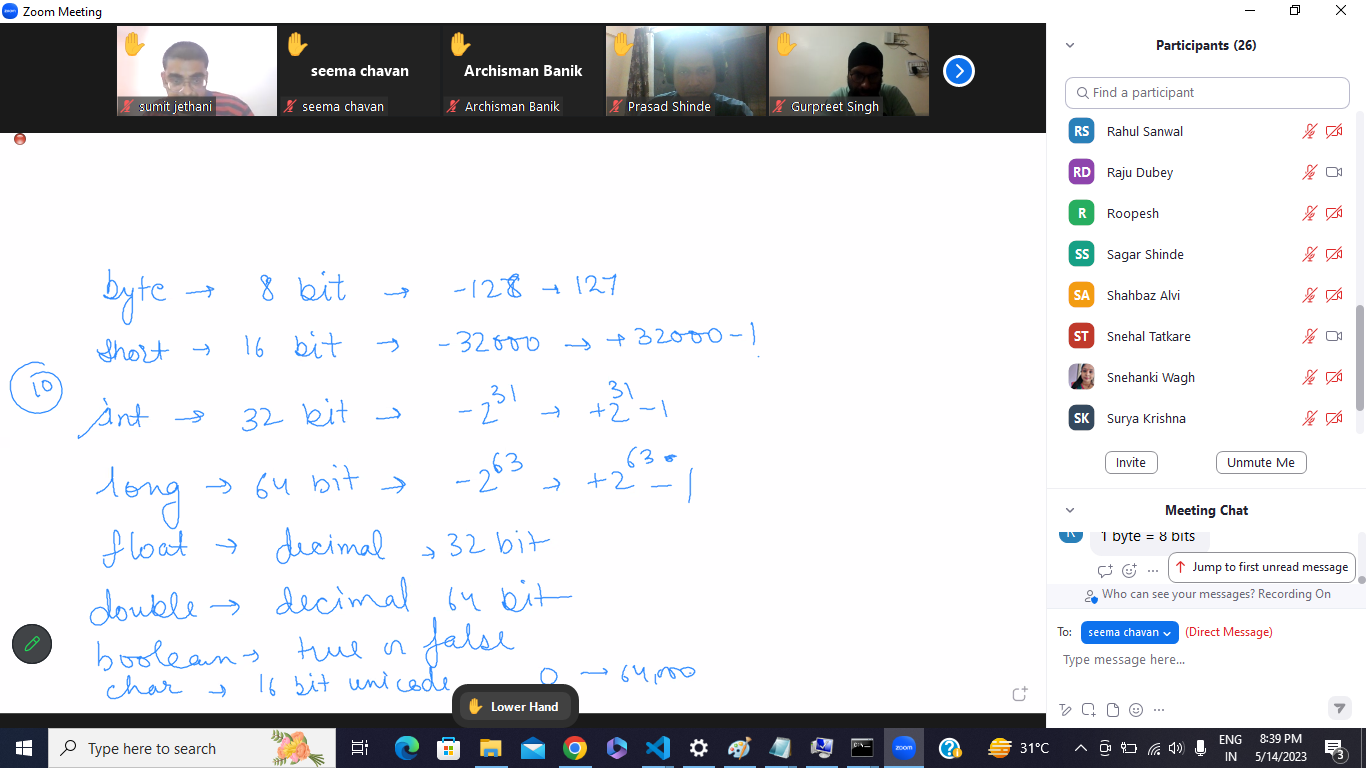 Zoom Meeting
Participants (26)
seema chavan
Archisman Banik
sumit jethani
seema chavan
Archisman Banik
Prasad Shinde
Gurpreet Singh
Find a participant
RS Rahul Sanwal
RD Raju Dubey
R Roopesh
SS Sagar Shinde
SA Shahbaz Alvi
ST Snehal Tatkare
Snehanki Wagh
SK Surya Krishna
Invite
Unmute Me
Meeting Chat
1 byte = 8 bits
Jump to first unread message
Who can see your messages? Recording On
To: seema chavan (Direct Message)
Type message here...
byte → 8 bit → -128 → 127
short → 16 bit → -32000 → +32000-1
10
int → 32 bit → -2^31 → +2^31-1
long → 64 bit → -2^63 → +2^63-1
float → decimal → 32 bit
double → decimal 64 bit
boolean → true or false
char → 16 bit unicode 0 → 64,000
Lower Hand
Type here to search
zoom
31°C
ENG
IN
8:39 PM
5/14/2023
3